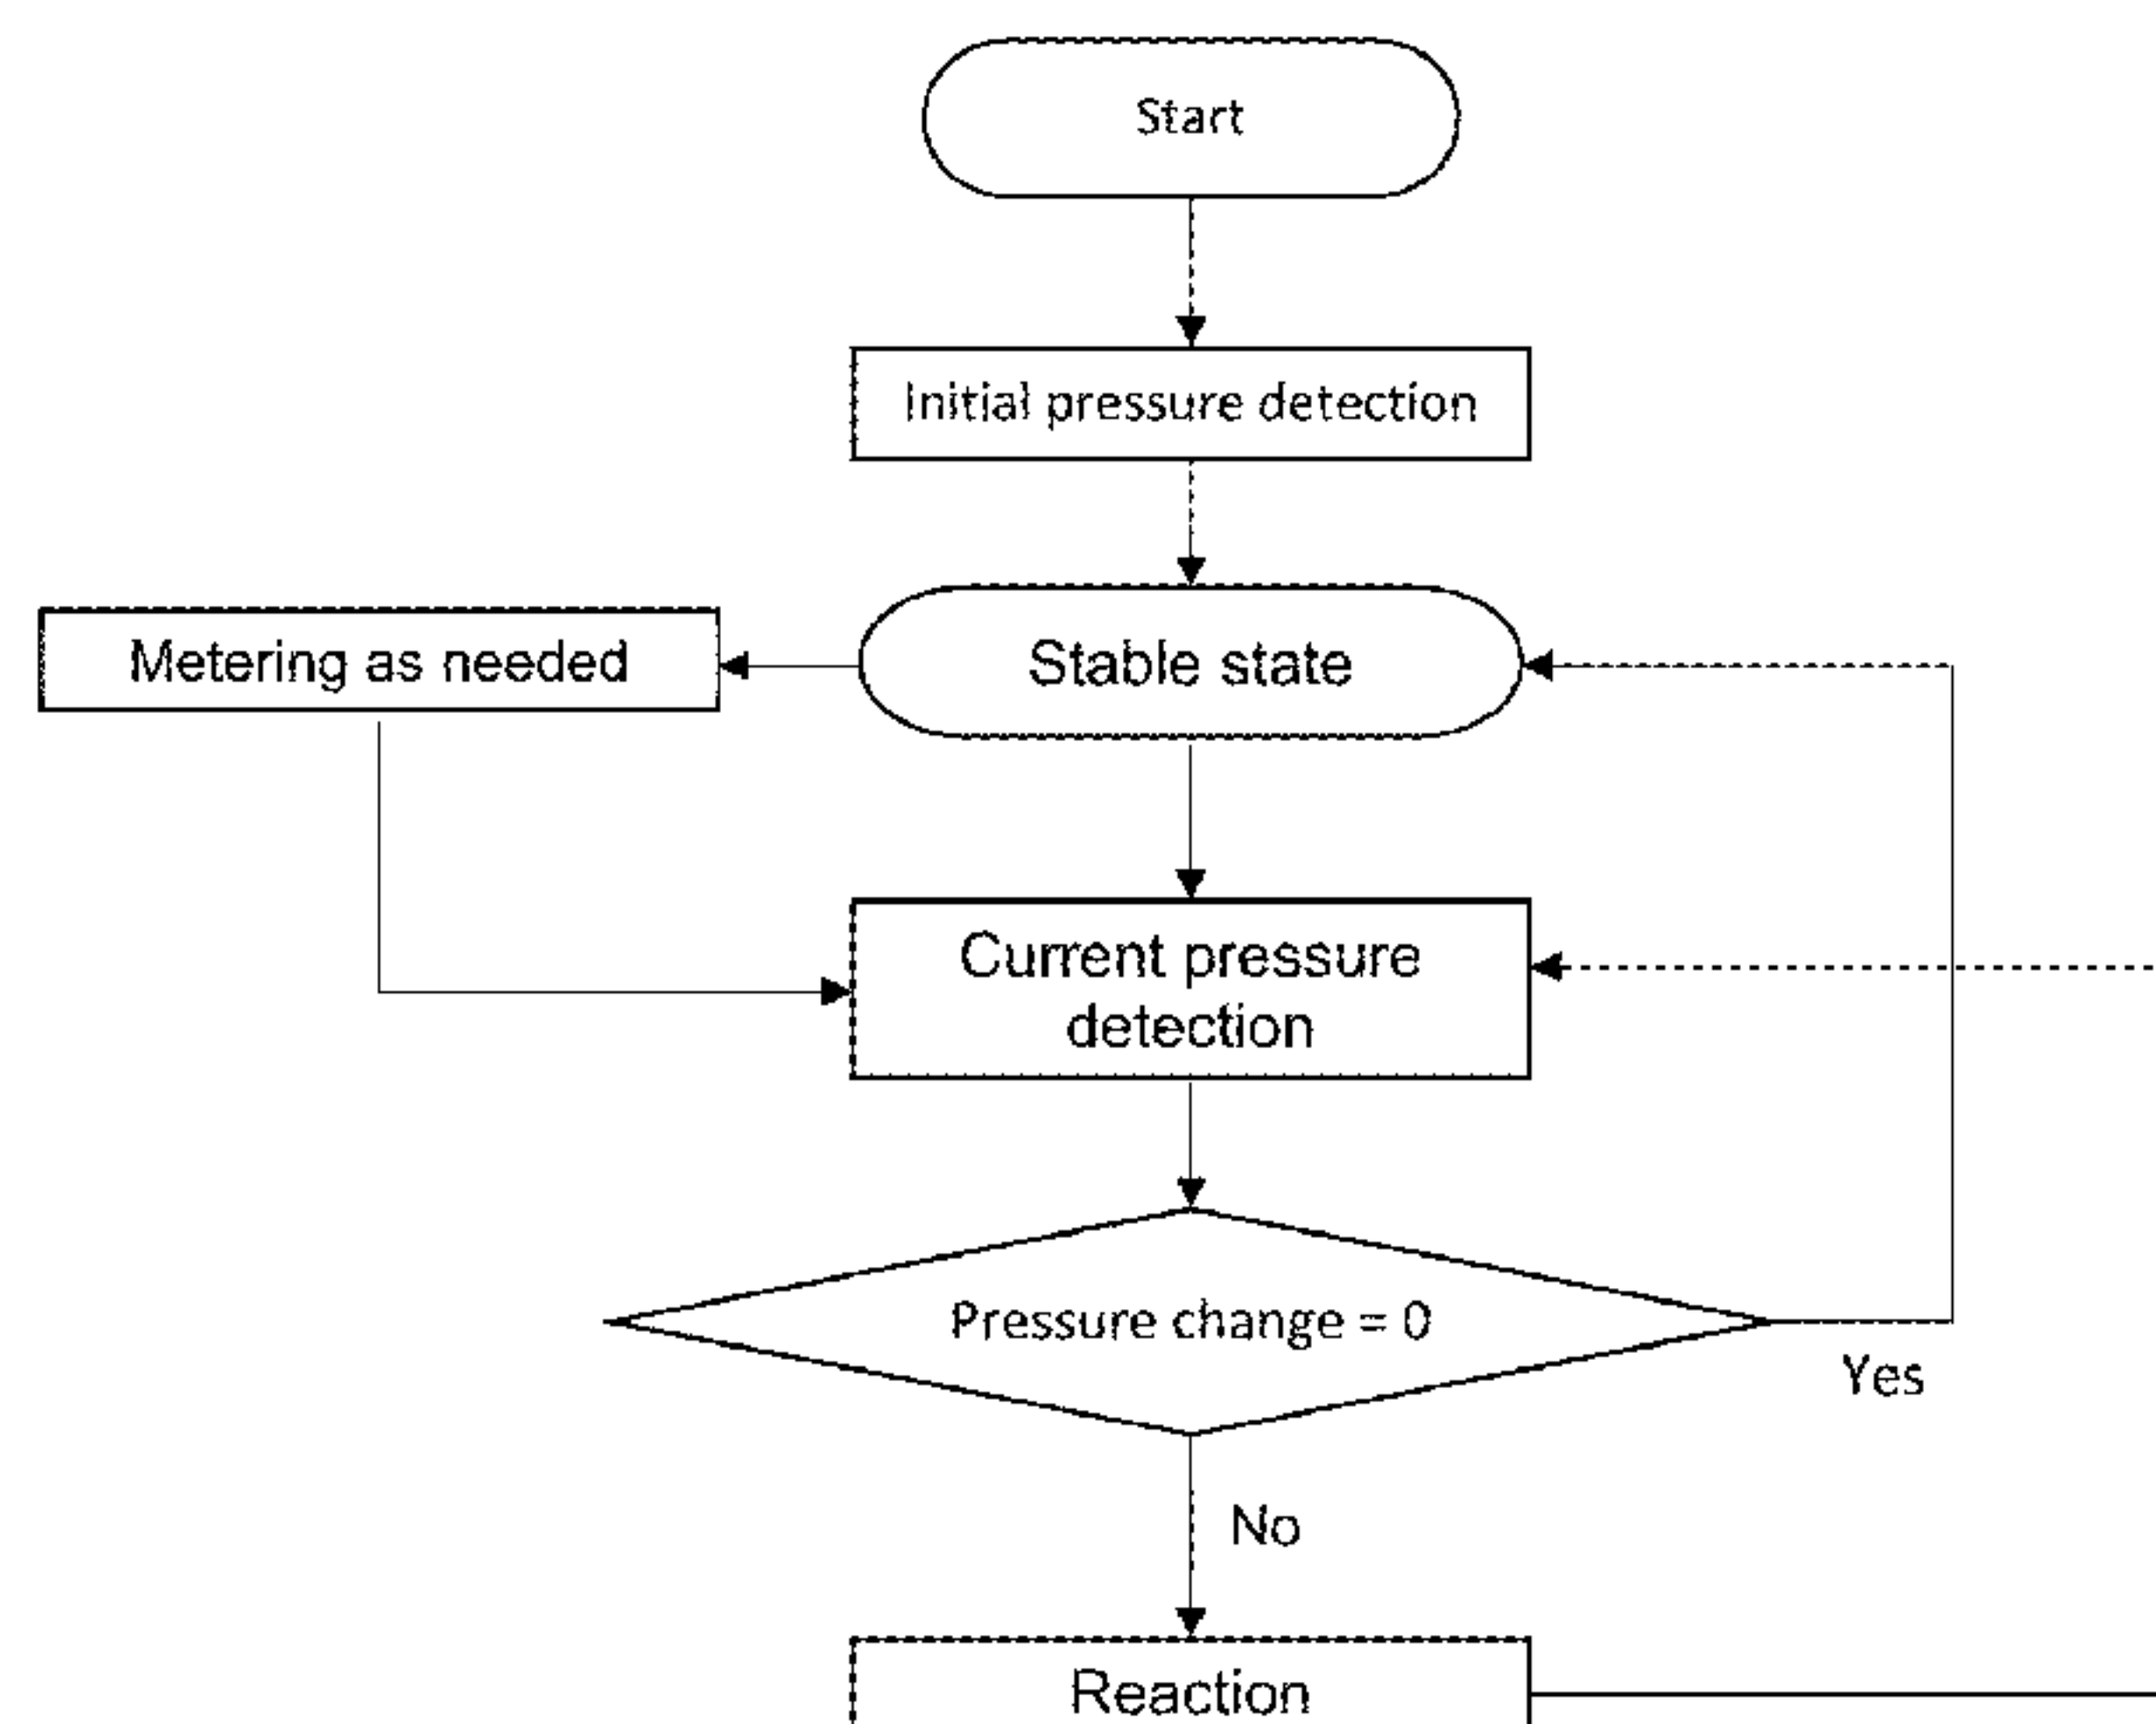 Start
Initial pressure detection
Metering as needed
Stable state
Current pressure
detection
Pressure change = 0
Yes
No
Reaction